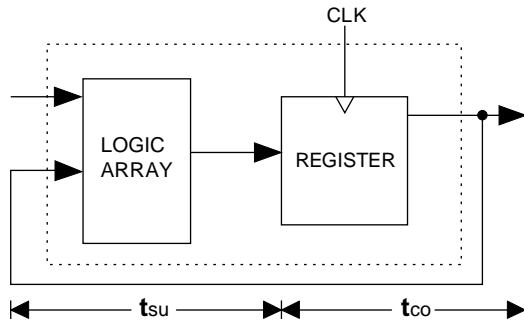 CLK
LOGIC
ARRAY
REGISTER
tsu
tco